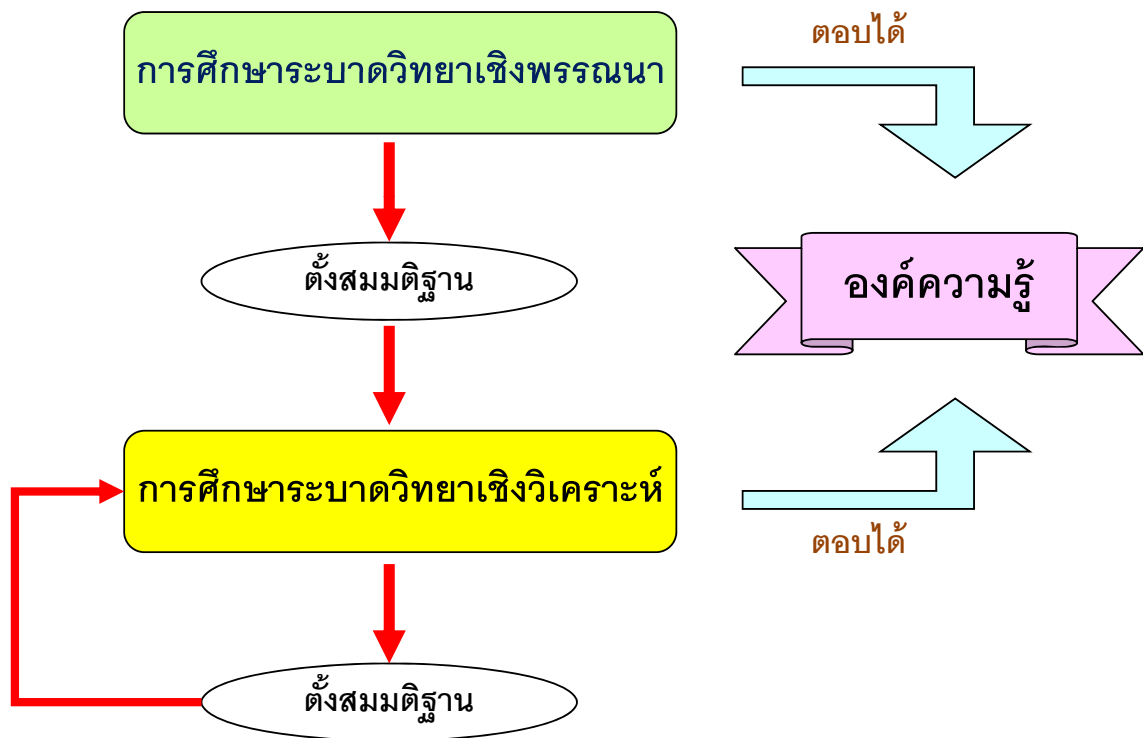 การศึกษาระบาดวิทยาเชิงพรรณนา
ตอบได้
ตั้งสมมติฐาน
องค์ความรู้
การศึกษาระบาดวิทยาเชิงวิเคราะห์
ตอบได้
ตั้งสมมติฐาน